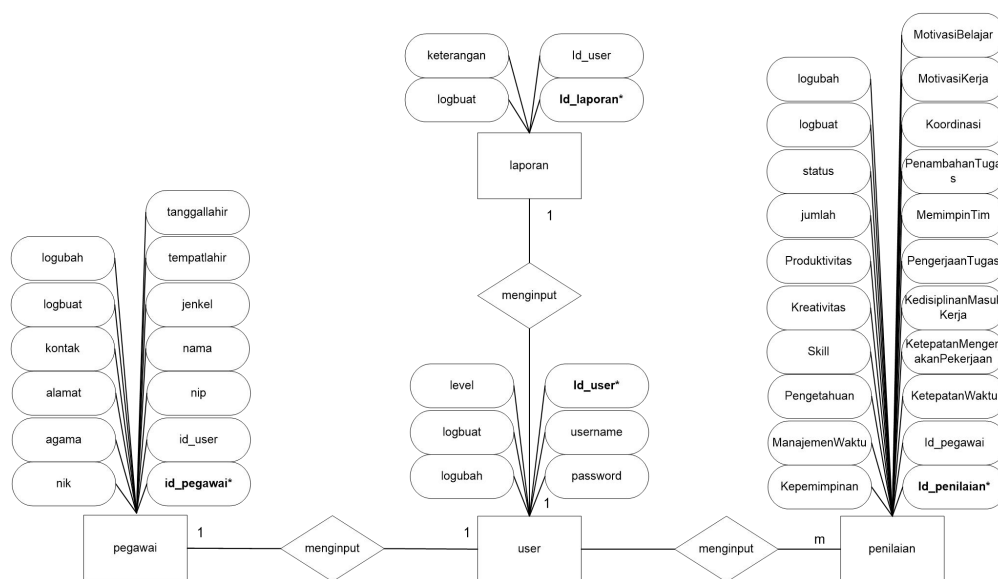 keterangan
Id_user
logbuat
Id_laporan*
laporan
1
menginput
level
Id_user*
logbuat
username
logubah
password
1
user
tanggallahir
logubah
tempatlahir
logbuat
jenkel
kontak
nama
alamat
nip
agama
id_user
nik
id_pegawai*
pegawai
1
menginput
1
menginput
m
MotivasiBelajar
logubah
MotivasiKerja
logbuat
Koordinasi
status
PenambahanTuga
s
jumlah
MemimpinTim
Produktivitas
PengerjaanTugas
Kreativitas
KedisiplinanMasuk
Kerja
Skill
KetepatanMenger
akanPekerjaan
Pengetahuan
KetepatanWaktu
ManajemenWaktu
Id_pegawai
Kepemimpinan
Id_penilaian*
penilaian